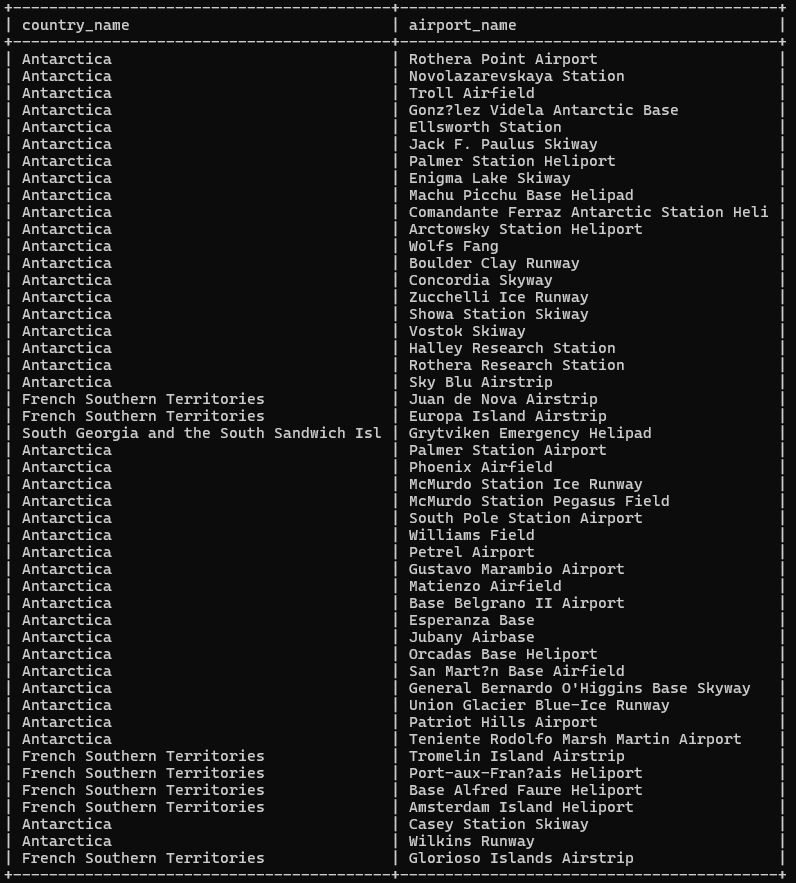 +------------------------------------------+------------------------------------------+
| country_name                             | airport_name                             |
+------------------------------------------+------------------------------------------+
| Antarctica                               | Rothera Point Airport                    |
| Antarctica                               | Novolazarevskaya Station                 |
| Antarctica                               | Troll Airfield                           |
| Antarctica                               | Gonz?lez Videla Antarctic Base           |
| Antarctica                               | Ellsworth Station                        |
| Antarctica                               | Jack F. Paulus Skiway                    |
| Antarctica                               | Palmer Station Heliport                  |
| Antarctica                               | Enigma Lake Skiway                       |
| Antarctica                               | Machu Picchu Base Helipad                |
| Antarctica                               | Comandante Ferraz Antarctic Station Heli |
| Antarctica                               | Arctowsky Station Heliport               |
| Antarctica                               | Wolfs Fang                               |
| Antarctica                               | Boulder Clay Runway                      |
| Antarctica                               | Concordia Skyway                         |
| Antarctica                               | Zucchelli Ice Runway                     |
| Antarctica                               | Showa Station Skiway                     |
| Antarctica                               | Vostok Skiway                            |
| Antarctica                               | Halley Research Station                  |
| Antarctica                               | Rothera Research Station                 |
| Antarctica                               | Sky Blu Airstrip                         |
| French Southern Territories              | Juan de Nova Airstrip                    |
| French Southern Territories              | Europa Island Airstrip                   |
| South Georgia and the South Sandwich Isl | Grytviken Emergency Helipad              |
| Antarctica                               | Palmer Station Airport                   |
| Antarctica                               | Phoenix Airfield                         |
| Antarctica                               | McMurdo Station Ice Runway               |
| Antarctica                               | McMurdo Station Pegasus Field            |
| Antarctica                               | South Pole Station Airport               |
| Antarctica                               | Williams Field                           |
| Antarctica                               | Petrel Airport                           |
| Antarctica                               | Gustavo Marambio Airport                 |
| Antarctica                               | Matienzo Airfield                        |
| Antarctica                               | Base Belgrano II Airport                 |
| Antarctica                               | Esperanza Base                           |
| Antarctica                               | Jubany Airbase                           |
| Antarctica                               | Orcadas Base Heliport                    |
| Antarctica                               | San Mart?n Base Airfield                 |
| Antarctica                               | General Bernardo O'Higgins Base Skyway   |
| Antarctica                               | Union Glacier Blue-Ice Runway            |
| Antarctica                               | Patriot Hills Airport                    |
| Antarctica                               | Teniente Rodolfo Marsh Martin Airport    |
| French Southern Territories              | Tromelin Island Airstrip                 |
| French Southern Territories              | Port-aux-Fran?ais Heliport               |
| French Southern Territories              | Base Alfred Faure Heliport               |
| French Southern Territories              | Amsterdam Island Heliport                |
| Antarctica                               | Casey Station Skiway                     |
| Antarctica                               | Wilkins Runway                           |
| French Southern Territories              | Glorioso Islands Airstrip                |
+------------------------------------------+------------------------------------------+